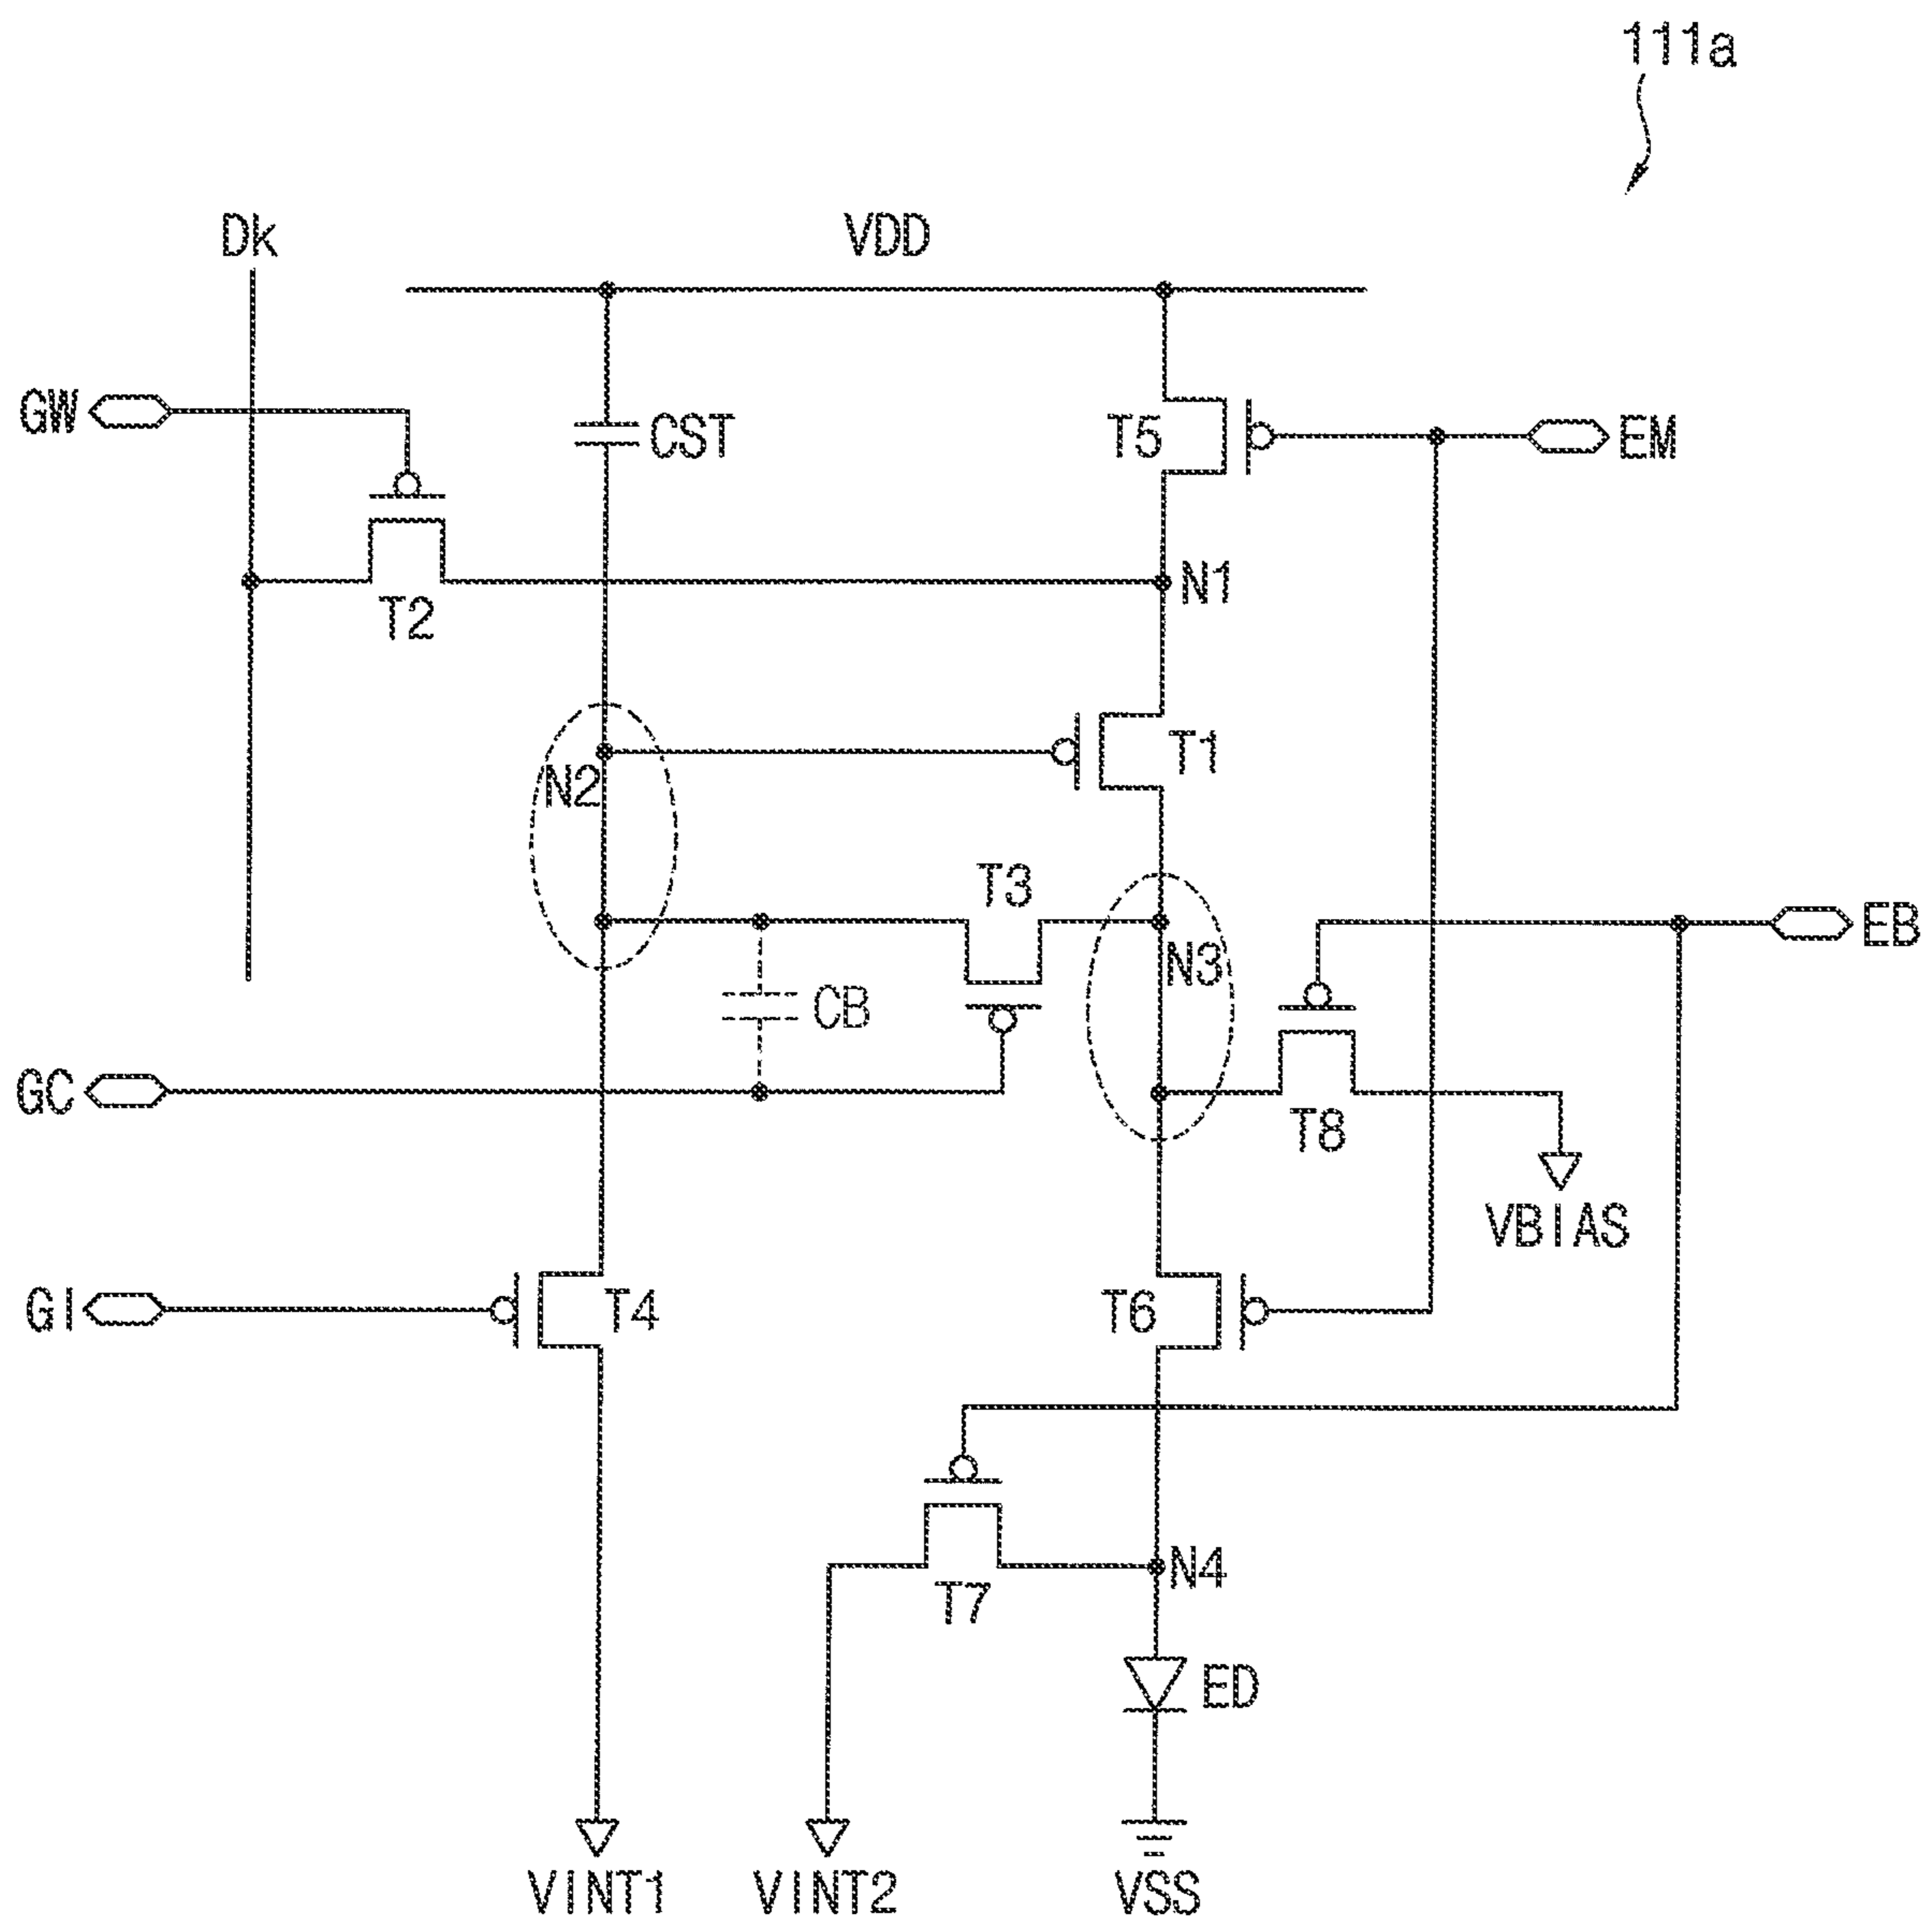 111a
Dk
VDD
GW
CST
T5
EM
T2
N1
N2
T1
T3
N3
EB
CB
GC
T8
VBIAS
GI
T4
T6
T7
N4
ED
VINT1
VINT2
VSS